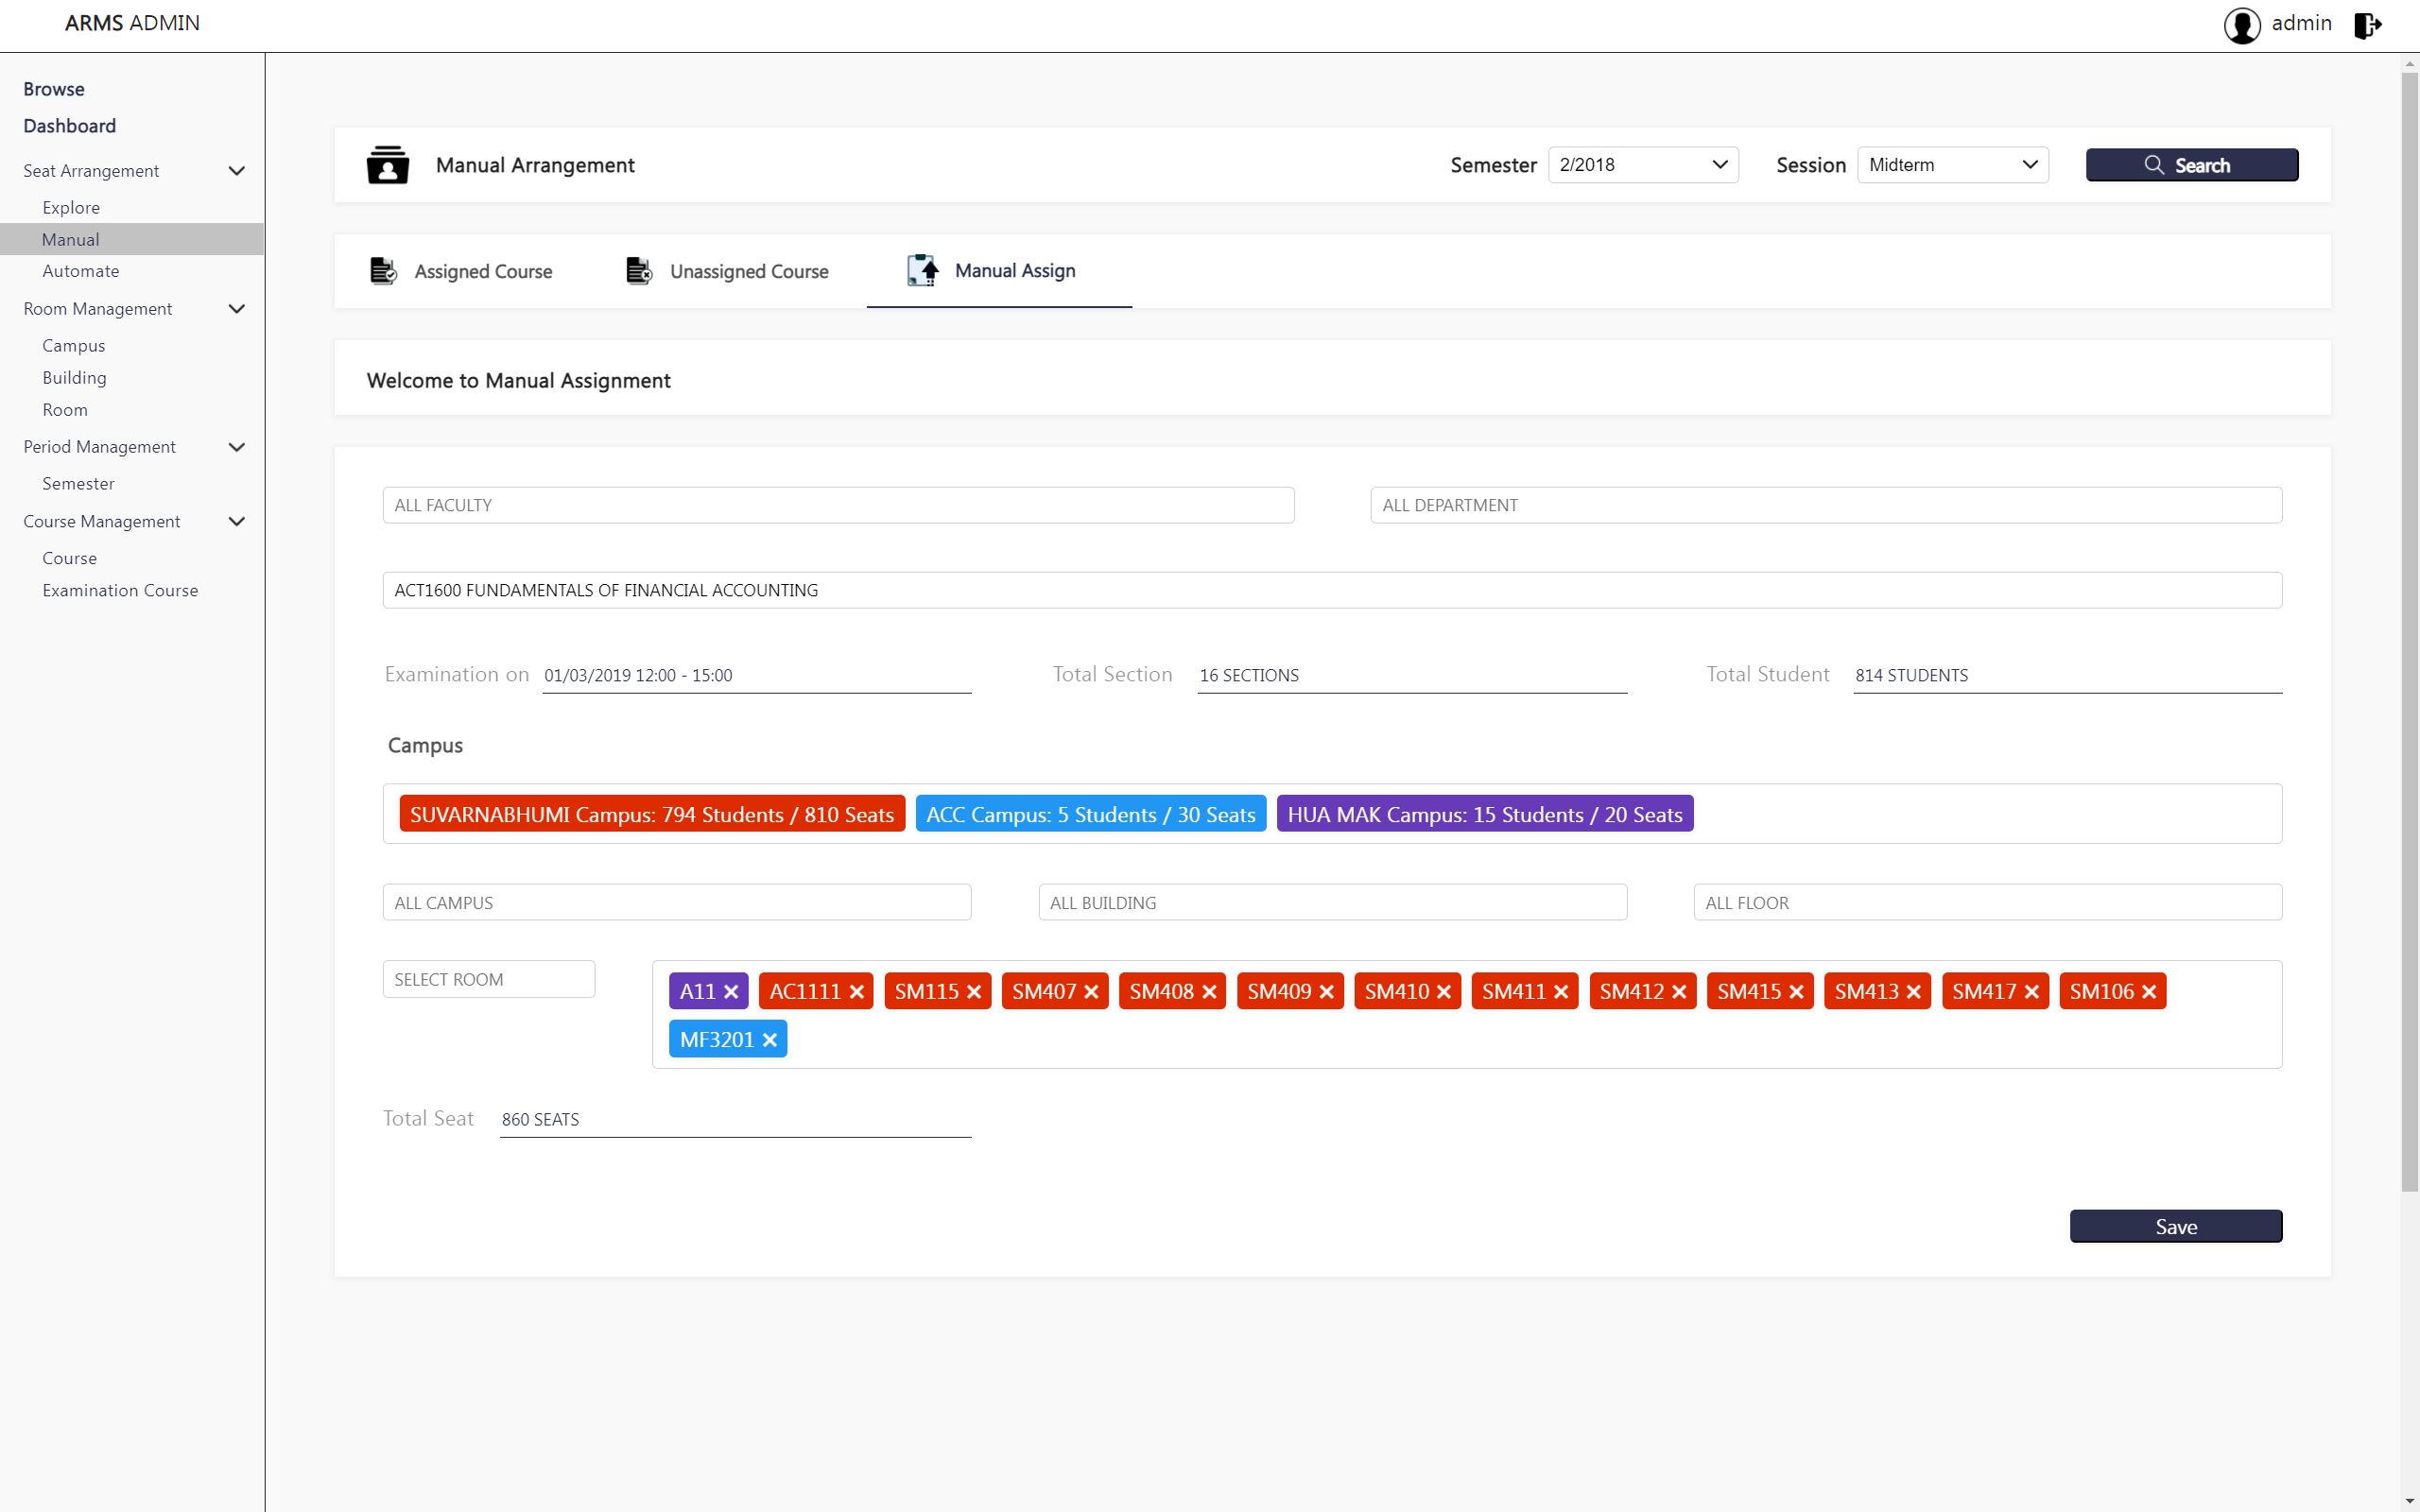 ARMS ADMIN
admin
Browse
Dashboard
Seat Arrangement
Explore
Manual
Automate
Room Management
Campus
Building
Room
Period Management
Semester
Course Management
Course
Examination Course
Manual Arrangement
Semester 2/2018 Session Midterm Search
Assigned Course Unassigned Course Manual Assign
Welcome to Manual Assignment
ALL FACULTY ALL DEPARTMENT
ACT1600 FUNDAMENTALS OF FINANCIAL ACCOUNTING
Examination on 01/03/2019 12:00 - 15:00 Total Section 16 SECTIONS Total Student 814 STUDENTS
Campus
SUVARNABHUMI Campus: 794 Students / 810 Seats ACC Campus: 5 Students / 30 Seats HUA MAK Campus: 15 Students / 20 Seats
ALL CAMPUS ALL BUILDING ALL FLOOR
SELECT ROOM A11 AC1111 SM115 SM407 SM408 SM409 SM410 SM411 SM412 SM415 SM413 SM417 SM106
MF3201
Total Seat 860 SEATS
Save